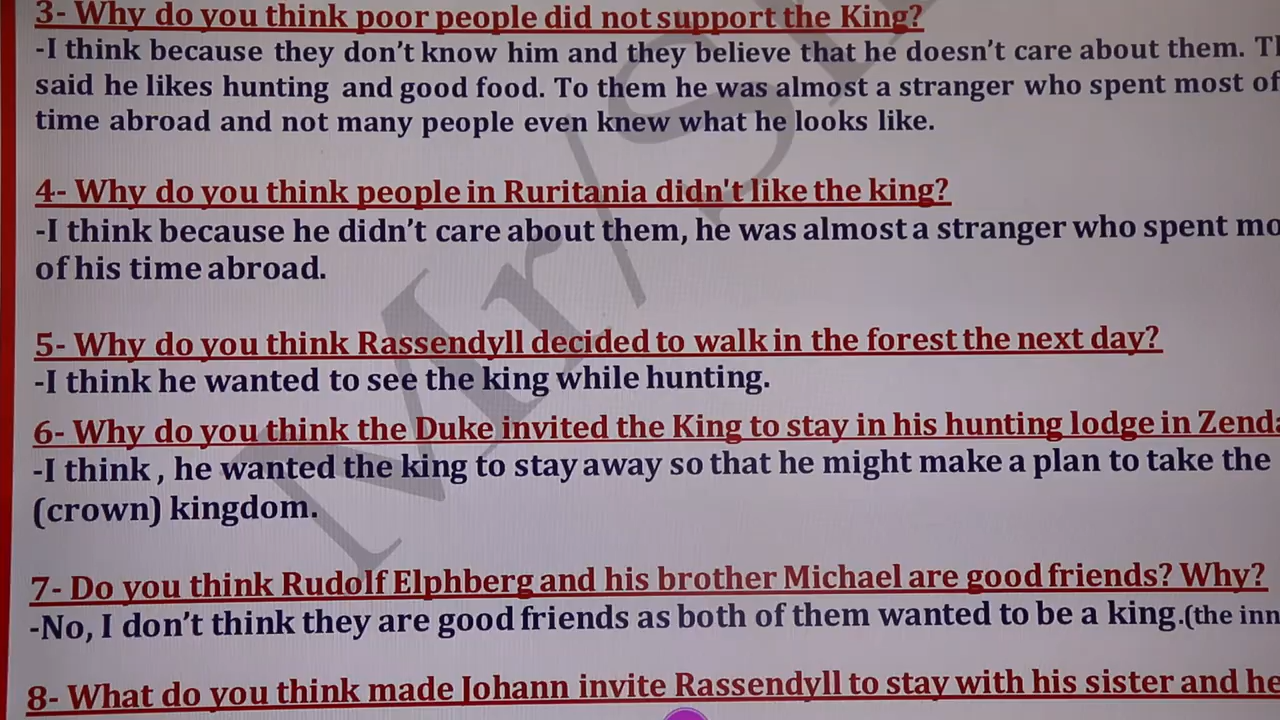 3- Why do you think poor people did not support the King?
-I think because they don't know him and they believe that he doesn't care about them.
said he likes hunting and good food. To them he was almost a stranger who spent most of
time abroad and not many people even knew what he looks like.
4- Why do you think people in Ruritania didn't like the king?
-I think because he didn't care about them, he was almost a stranger who spent
of his time abroad.
5- Why do you think Rassendyll decided to walk in the forest the next day?
-I think he wanted to see the king while hunting.
6- Why do you think the Duke invited the King to stay in his hunting lodge in
-I think , he wanted the king to stay away so that he might make a plan to take the
(crown) kingdom.
7- Do you think Rudolf Elphberg and his brother Michael are good friends? Why?
-No, I don't think they are good friends as both of them wanted to be a king.(the
8- What do you think made Johann invite Rassendyll to stay with his sister and
Mr/